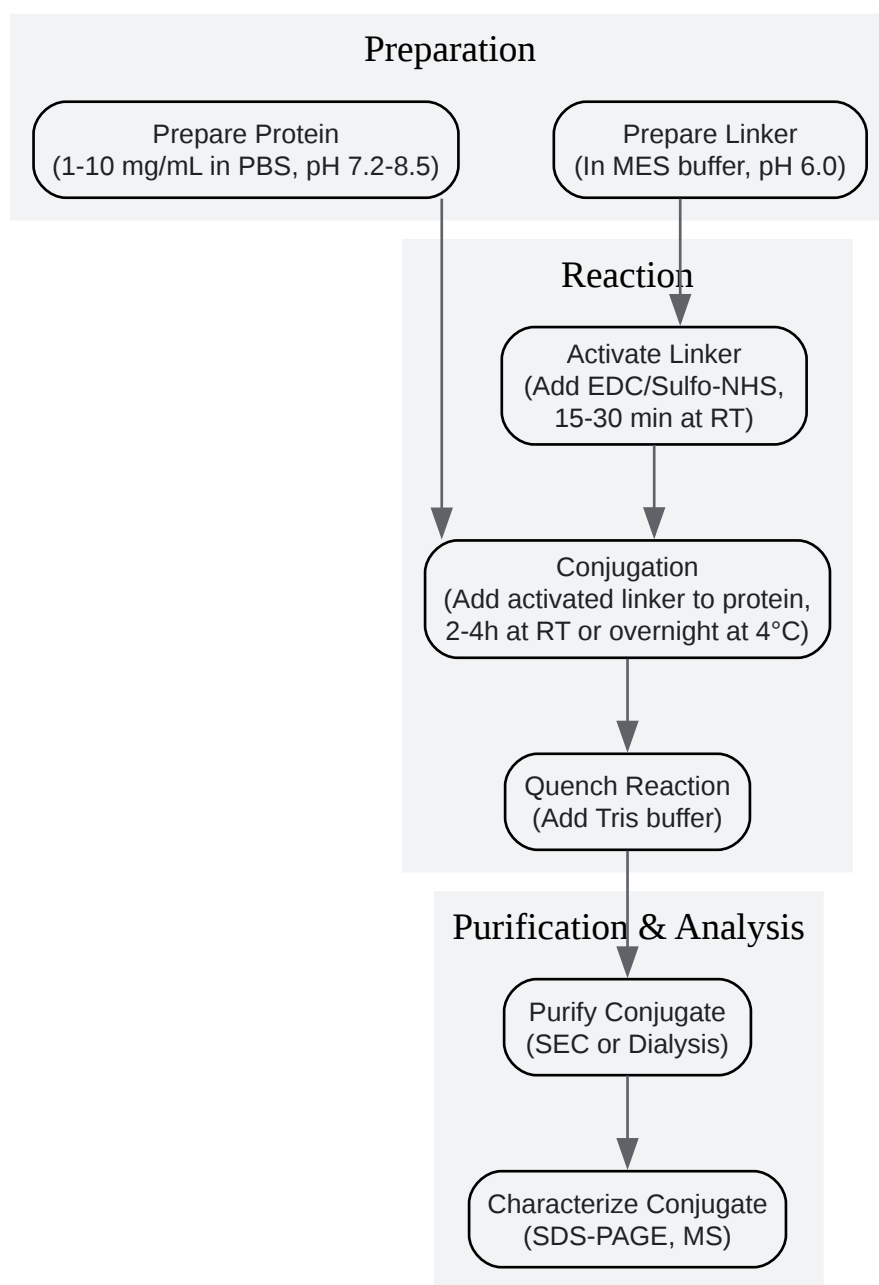 Preparation
Prepare Protein
(1-10 mg/mL in PBS, pH 7.2-8.5)
Prepare Linker
(In MES buffer, pH 6.0)
Reaction
Activate Linker
(Add EDC/Sulfo-NHS,
15-30 min at RT)
Conjugation
(Add activated linker to protein,
2-4h at RT or overnight at 4°C)
Quench Reaction
(Add Tris buffer)
Purification & Analysis
Purify Conjugate
(SEC or Dialysis)
Characterize Conjugate
(SDS-PAGE, MS)